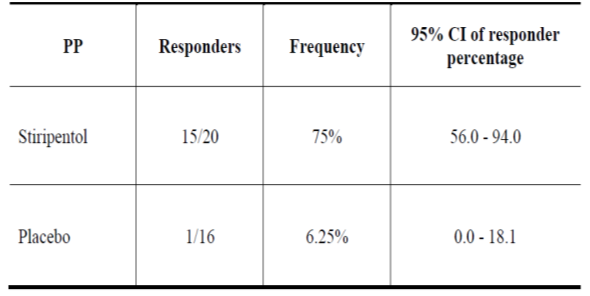 PP Responders Frequency 95% CI of responder
percentage
Stiripentol 15/20 75% 56.0 - 94.0
Placebo 1/16 6.25% 0.0 - 18.1